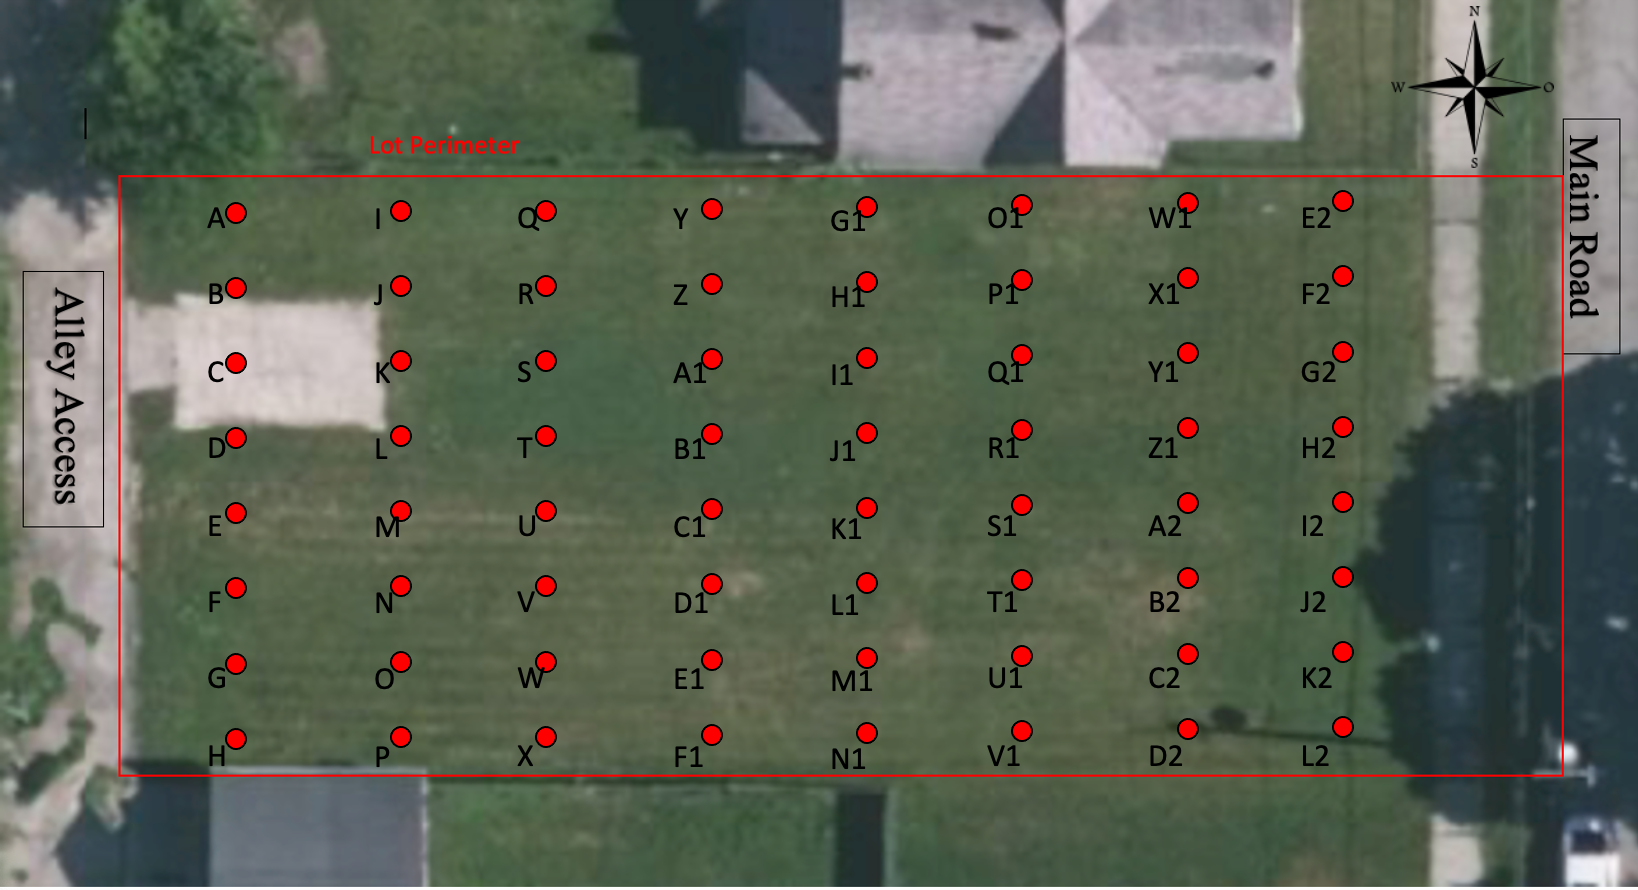 N
W
O
S
Main Road
Lot Perimeter
Alley Access
A I Q Y G1 O1 W1 E2
B J R Z H1 P1 X1 F2
C K S A1 I1 Q1 Y1 G2
D L T B1 J1 R1 Z1 H2
E M U C1 K1 S1 A2 I2
F N V D1 L1 T1 B2 J2
G O W E1 M1 U1 C2 K2
H P X F1 N1 V1 D2 L2